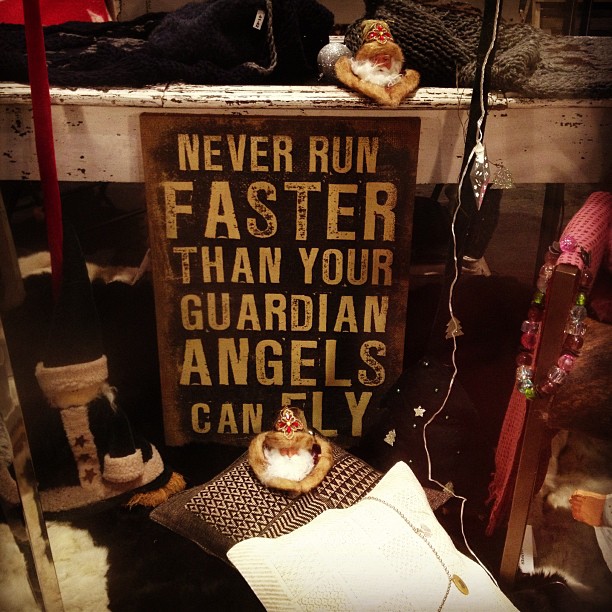 NEVER RUN
FASTER
THAN YOUR
GUARDIAN
ANGELS
CAN FLY